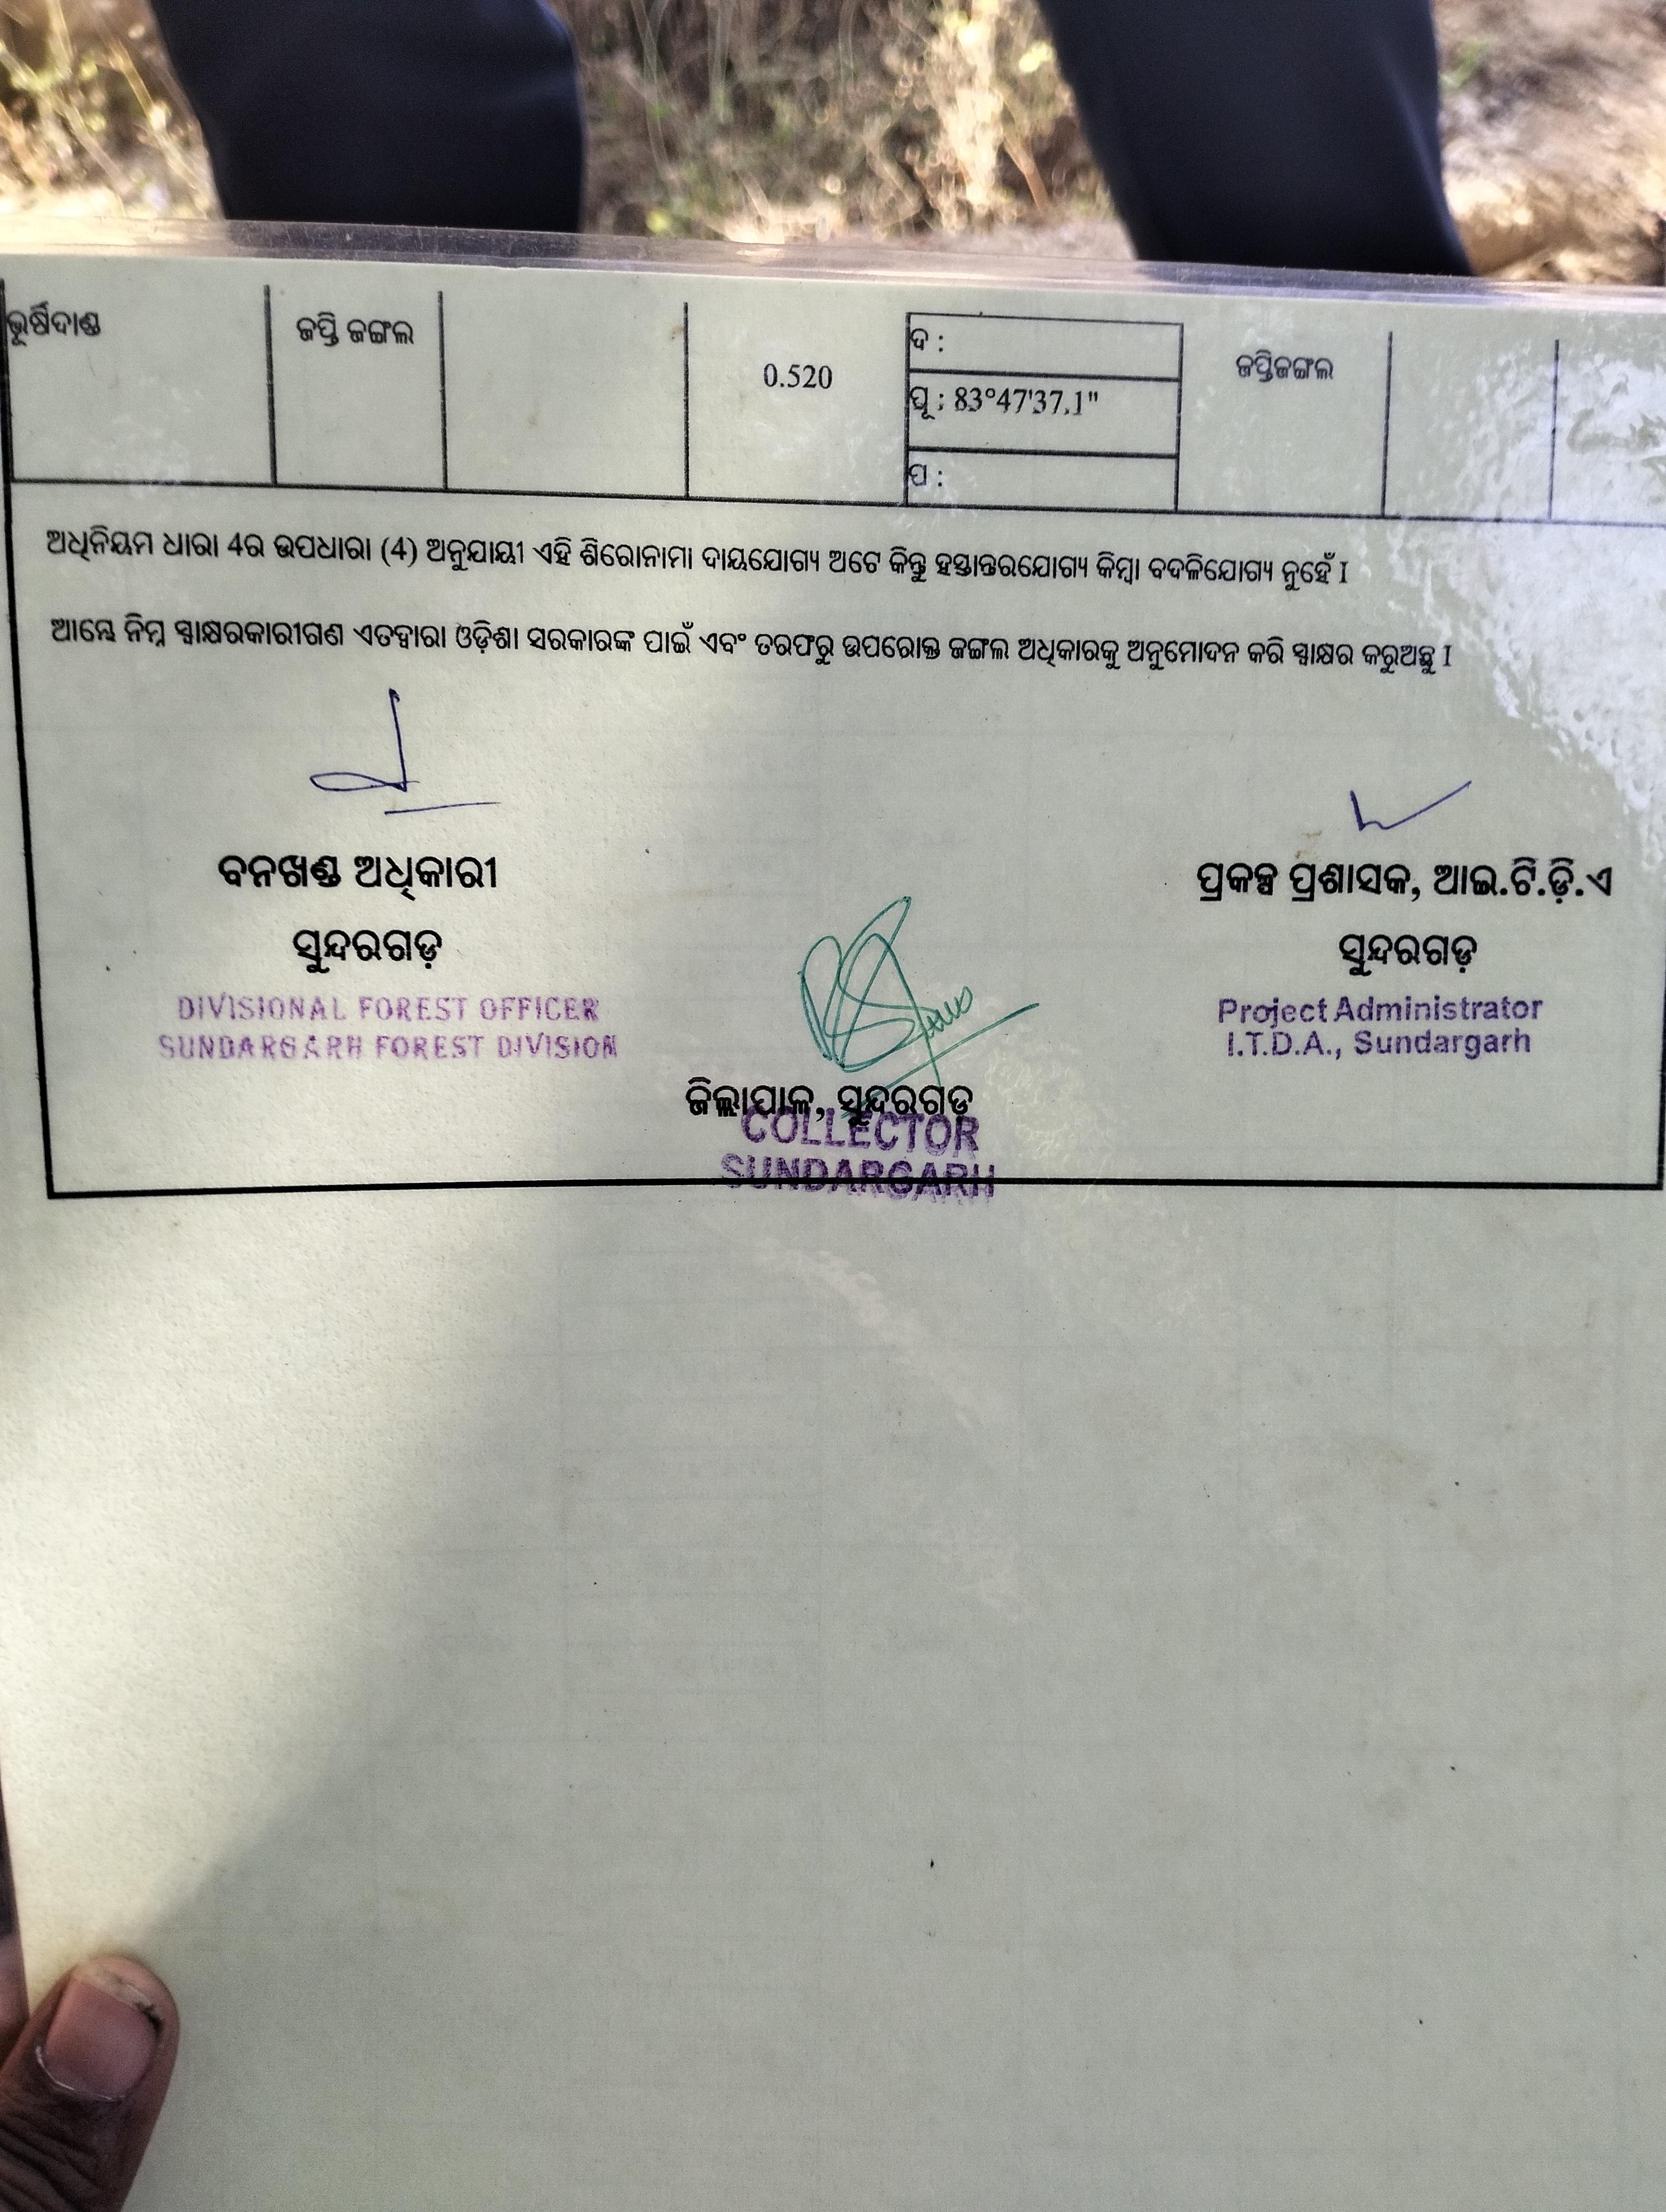 ଭୂର୍ଷିଦାଣ୍ଡ ଜପ୍ତି ଜଙ୍ଗଲ 0.520 ଦ : ଜପ୍ତିଜଙ୍ଗଲ
ପୂ : 83°47'37.1"
ପ :
ଅଧିନିୟମ ଧାରା 4ର ଉପଧାରା (4) ଅନୁଯାୟୀ ଏହି ଶିରୋନାମା ଦାୟଯୋଗ୍ୟ ଅଟେ କିନ୍ତୁ ହସ୍ତାନ୍ତରଯୋଗ୍ୟ କିମ୍ବା ବଦଳିଯୋଗ୍ୟ ନୁହେଁ I
ଆମ୍ଭେ ନିମ୍ନ ସ୍ୱାକ୍ଷରକାରୀଗଣ ଏତଦ୍ୱାରା ଓଡ଼ିଶା ସରକାରଙ୍କ ପାଇଁ ଏବଂ ତରଫରୁ ଉପରୋକ୍ତ ଜଙ୍ଗଲ ଅଧିକାରକୁ ଅନୁମୋଦନ କରି ସ୍ୱାକ୍ଷର କରୁଅଛୁ I
ବନଖଣ୍ଡ ଅଧିକାରୀ
ସୁନ୍ଦରଗଡ଼
DIVISIONAL FOREST OFFICER
SUNDARGARH FOREST DIVISION
ପ୍ରକଳ୍ପ ପ୍ରଶାସକ, ଆଇ.ଟି.ଡ଼ି.ଏ
ସୁନ୍ଦରଗଡ଼
Project Administrator
I.T.D.A., Sundargarh
ଜିଲ୍ଲାପାଳ, ସୁନ୍ଦରଗଡ଼
COLLECTOR
SUNDARGARH